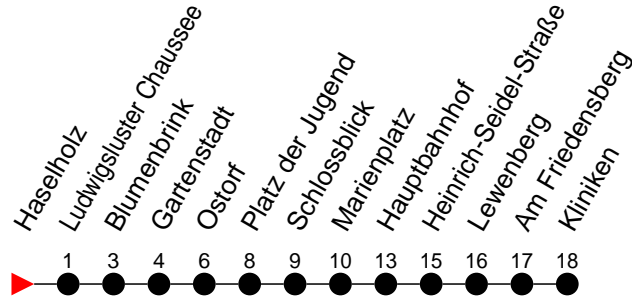 Haselholz
Ludwigsluster Chaussee
Blumenbrink
Gartenstadt
Ostorf
Platz der Jugend
Schlossblick
Marienplatz
Hauptbahnhof
Heinrich-Seidel-Straße
Lewenberg
Am Friedensberg
Kliniken
1 3 4 6 8 9 10 13 15 16 17 18